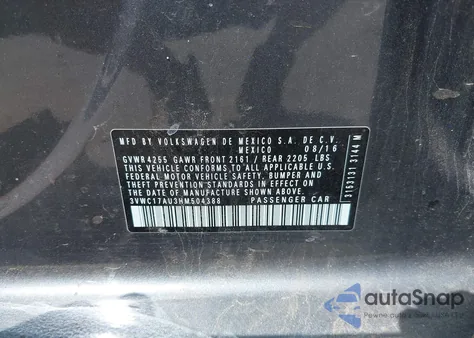 MFD BY VOLKSWAGEN DE MEXICO S.A. DE C.V.
MEXICO 08/16
GVWR 4255 GAWR FRONT 2161 / REAR 2205 LBS
THIS VEHICLE CONFORMS TO ALL APPLICABLE U.S.
FEDERAL MOTOR VEHICLE SAFETY, BUMPER AND
THEFT PREVENTION STANDARDS IN EFFECT ON
THE DATE OF MANUFACTURE SHOWN ABOVE.
3VWC17AU3HM504388 PASSENGER CAR
autoSnap